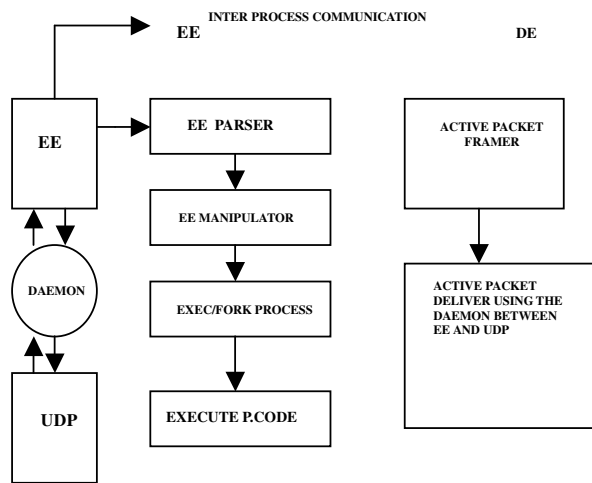 INTER PROCESS COMMUNICATION
EE
DE
EE
EE PARSER
ACTIVE PACKET
FRAMER
EE MANIPULATOR
DAEMON
EXEC/FORK PROCESS
ACTIVE PACKET
DELIVER USING THE
DAEMON BETWEEN
EE AND UDP
UDP
EXECUTE P.CODE